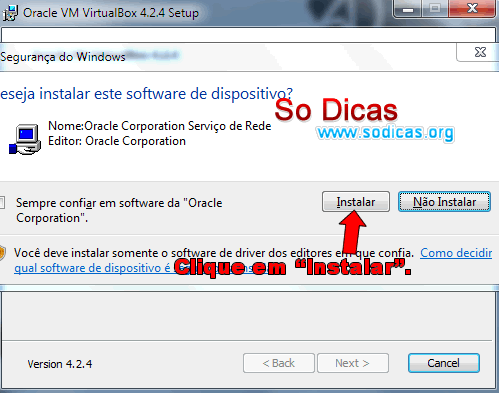 Oracle VM VirtualBox 4.2.4 Setup
Segurança do Windows
eseja instalar este software de dispositivo?
So Dicas
www.sodicas.org
Nome:Oracle Corporation Serviço de Rede
Editor: Oracle Corporation
Sempre confiar em software da "Oracle
Corporation".
Instalar
Não Instalar
Você deve instalar somente o software de driver dos editores em que confia. Como decidir
qual software de dispositivo é
Clique em “Instalar”.
Version 4.2.4
< Back
Next >
Cancel